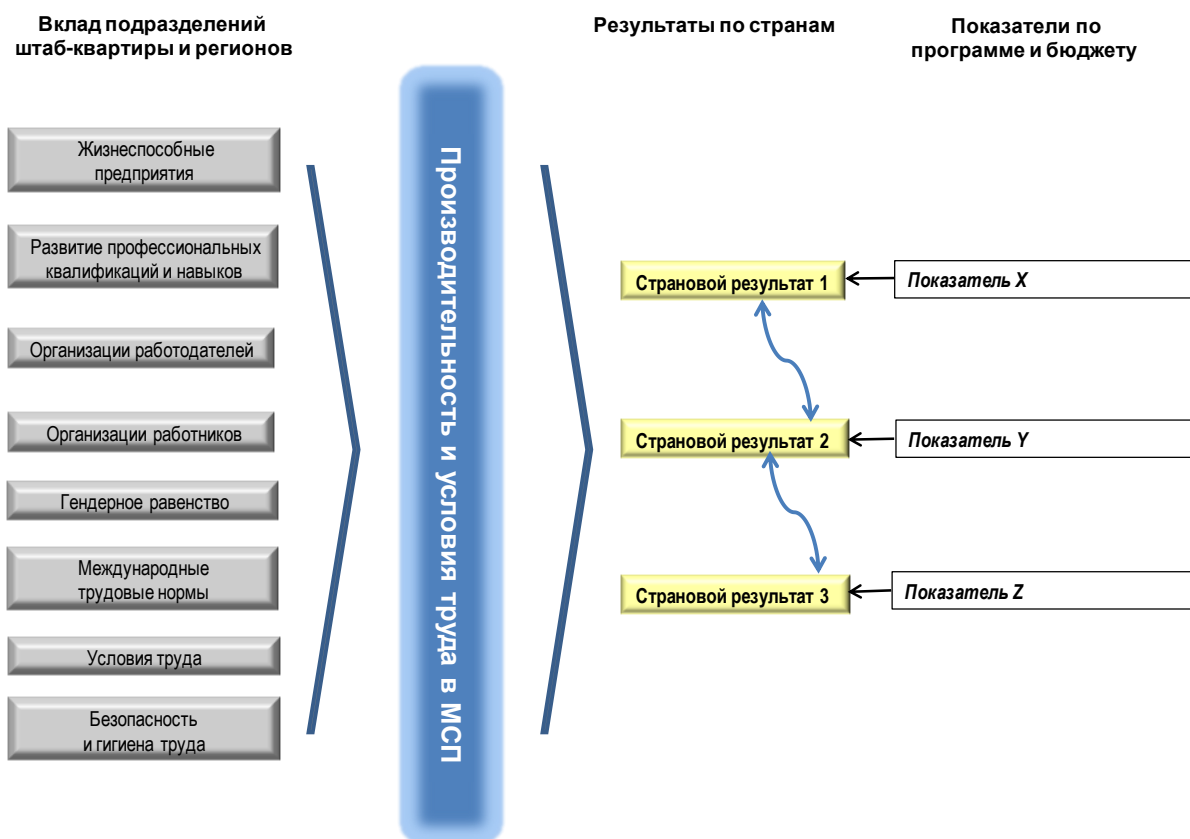 Вклад подразделений
штаб-квартиры и регионов
Результаты по странам
Показатели по
программе и бюджету
Жизнеспособные
предприятия
Развитие профессиональных
квалификаций и навыков
Организации работодателей
Организации работников
Гендерное равенство
Международные
трудовые нормы
Условия труда
Безопасность
и гигиена труда
Производительность и условия труда в МСП
Страновой результат 1
Показатель X
Страновой результат 2
Показатель Y
Страновой результат 3
Показатель Z